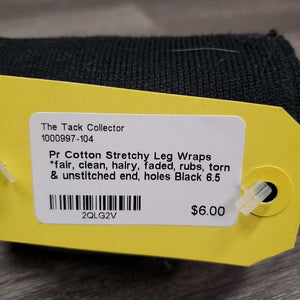 The Tack Collector
1000997-104
Pr Cotton Stretchy Leg Wraps
*fair, clean, hairy, faded, rubs, torn
& unstitched end, holes Black 6.5
2QLG2V
$6.00